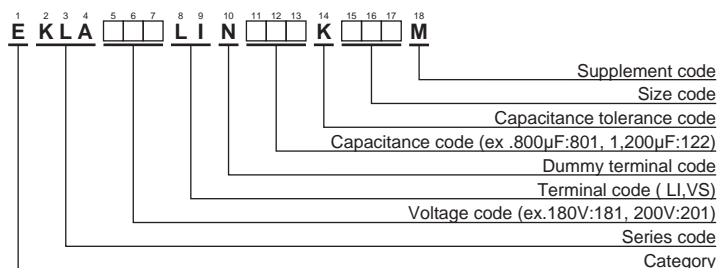 1 2 3 4 5 6 7 8 9 10 11 12 13 14 15 16 17 18
E K L A L I N K M
Supplement code
Size code
Capacitance tolerance code
Capacitance code (ex .800μF:801, 1,200μF:122)
Dummy terminal code
Terminal code ( LI,VS)
Voltage code (ex.180V:181, 200V:201)
Series code
Category